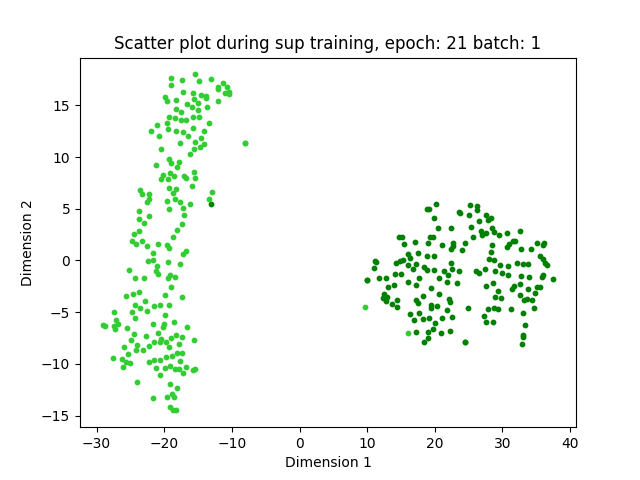 Scatter plot during sup training, epoch: 21 batch: 1
Dimension 2
15
10
5
0
−5
−10
−15
−30 −20 −10 0 10 20 30 40
Dimension 1